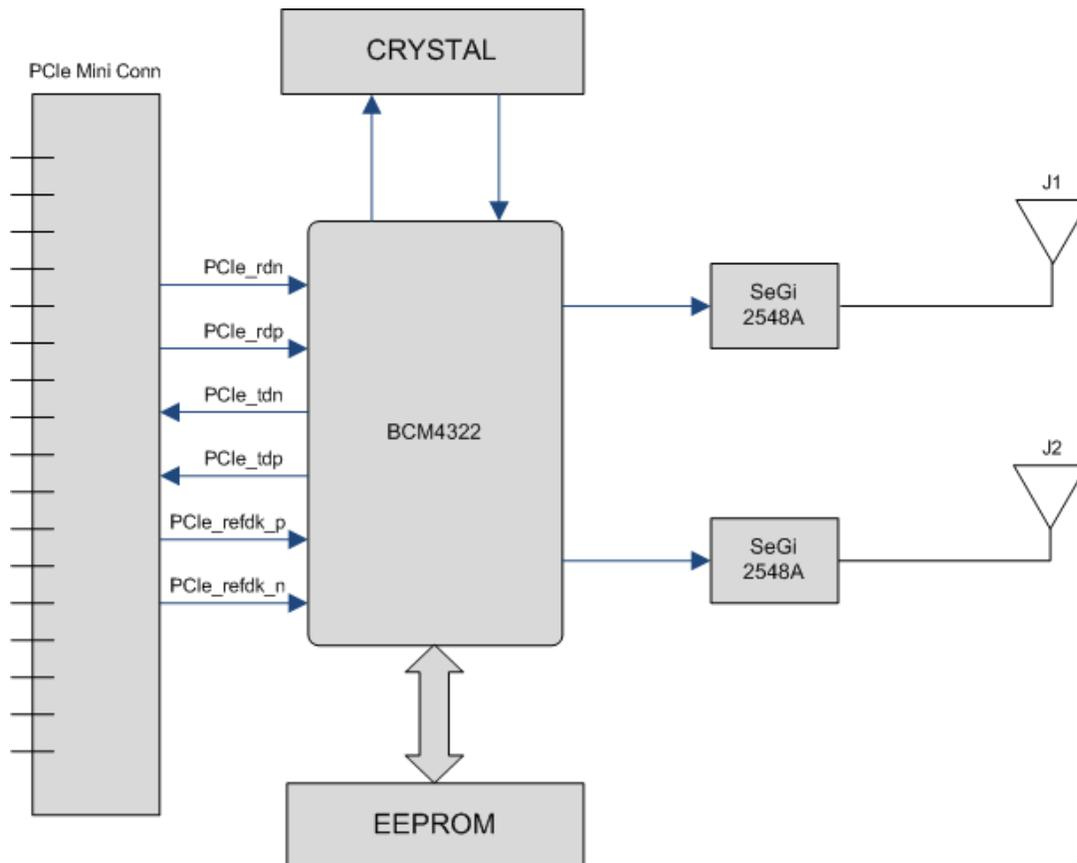 CRYSTAL
PCIe Mini Conn
J1
PCIe_rdn
SeGi
2548A
PCIe_rdp
PCIe_tdn
BCM4322
J2
PCIe_tdp
PCIe_refdk_p
SeGi
2548A
PCIe_refdk_n
EEPROM